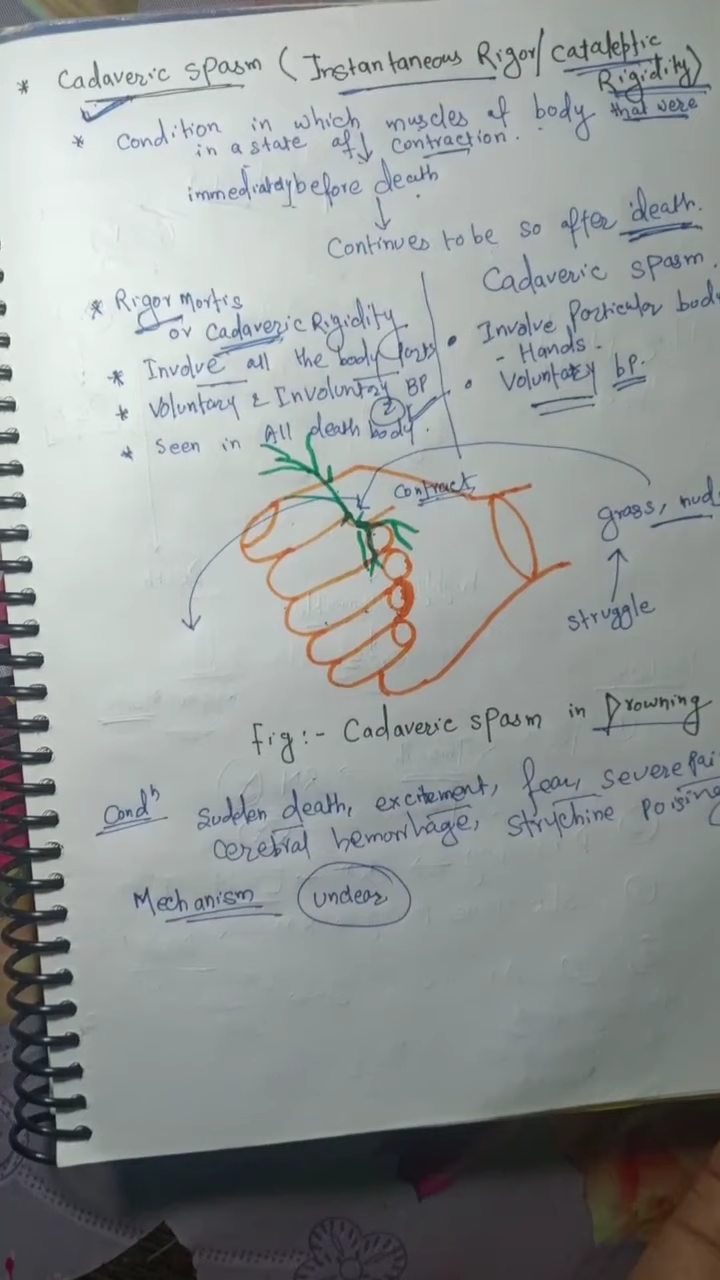 * Cadaveric spasm (Instantaneous Rigor/Cataleptic
Rigidity)
* Condition in which muscles of body that were
in a state of contraction.
immediately before death
Continues to be so after death.
* Rigor Mortis
or Cadaveric Rigidity
* Involve all the body parts
* Voluntary & Involuntary BP
* Seen in All death body.
2
Cadaveric spasm.
• Involve Particular body
- Hands -
• Voluntary bp.
Contract
grass, mud
struggle
Fig:- Cadaveric spasm in Drowning
Condn Sudden death, excitement, fear, severe pai
cerebral hemorrhage, strychine poising
Mechanism unclear